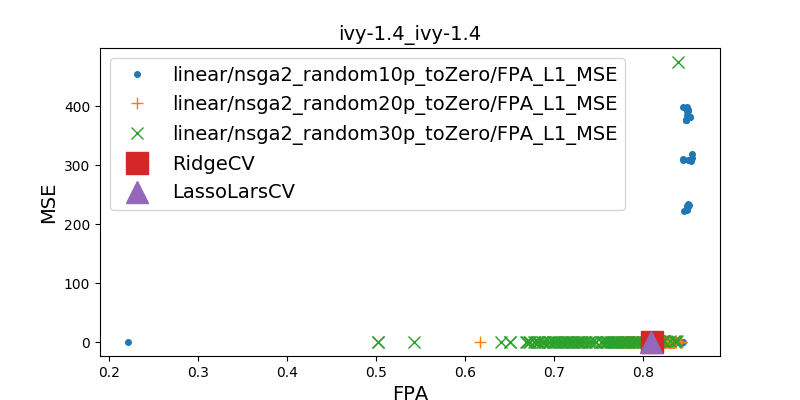 ivy-1.4_ivy-1.4
linear/nsga2_random10p_toZero/FPA_L1_MSE
linear/nsga2_random20p_toZero/FPA_L1_MSE
linear/nsga2_random30p_toZero/FPA_L1_MSE
RidgeCV
LassoLarsCV
MSE
400
300
200
100
0
0.2 0.3 0.4 0.5 0.6 0.7 0.8
FPA